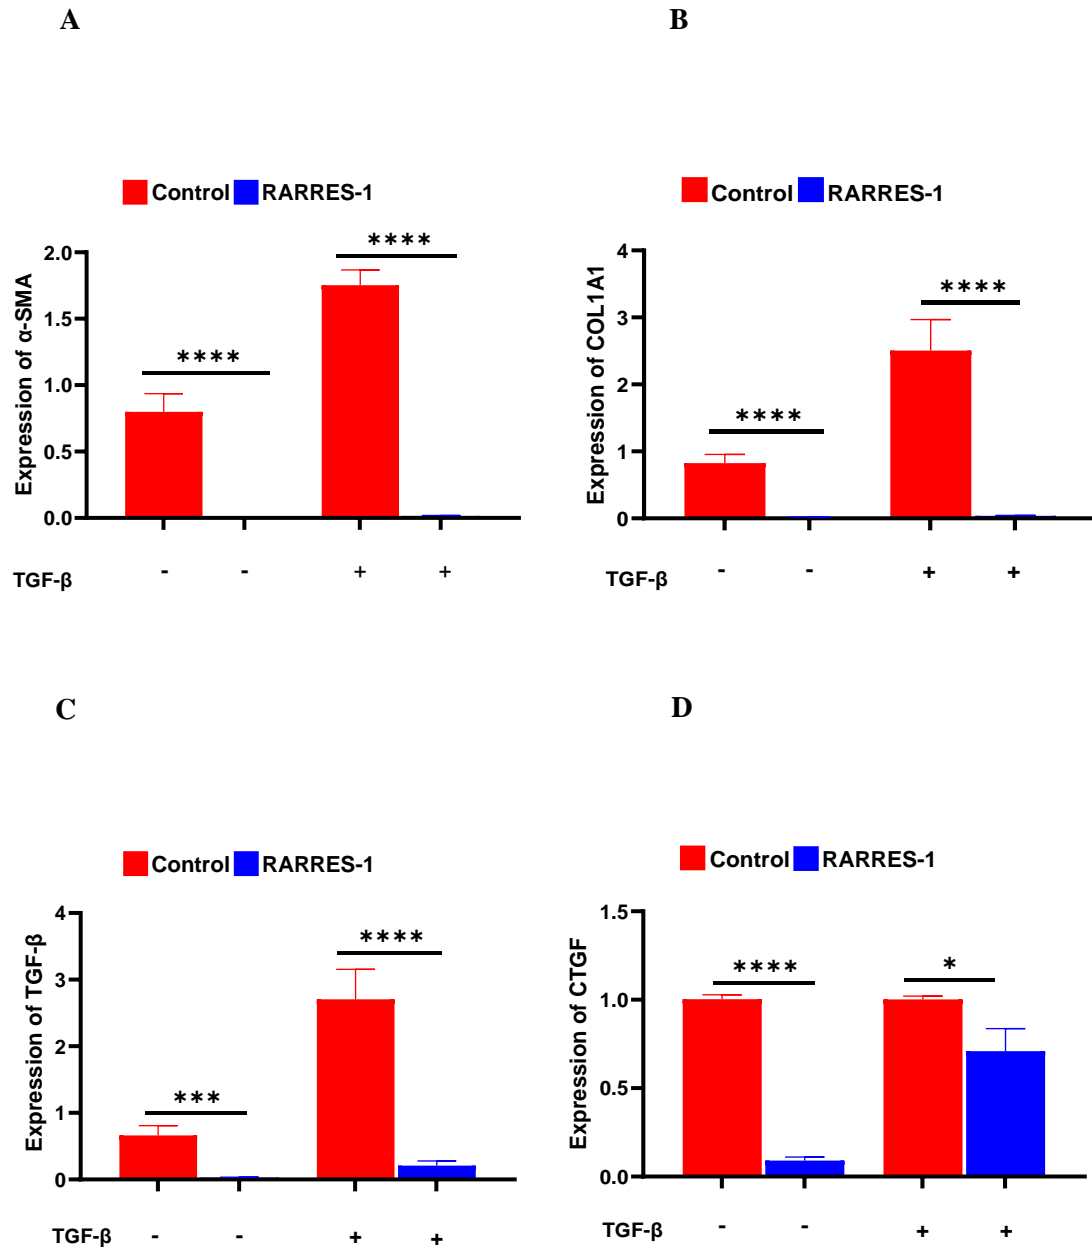 A
B
Control RARRES-1
Control RARRES-1
Expression of α-SMA
2.0
1.5
1.0
0.5
0.0
****
****
TGF-β - - + +
Expression of COL1A1
4
3
2
1
0
****
****
TGF-β - - + +
C
D
Control RARRES-1
Control RARRES-1
Expression of TGF-β
4
3
2
1
0
***
****
TGF-β - - + +
Expression of CTGF
1.5
1.0
0.5
0.0
****
*
TGF-β - - + +